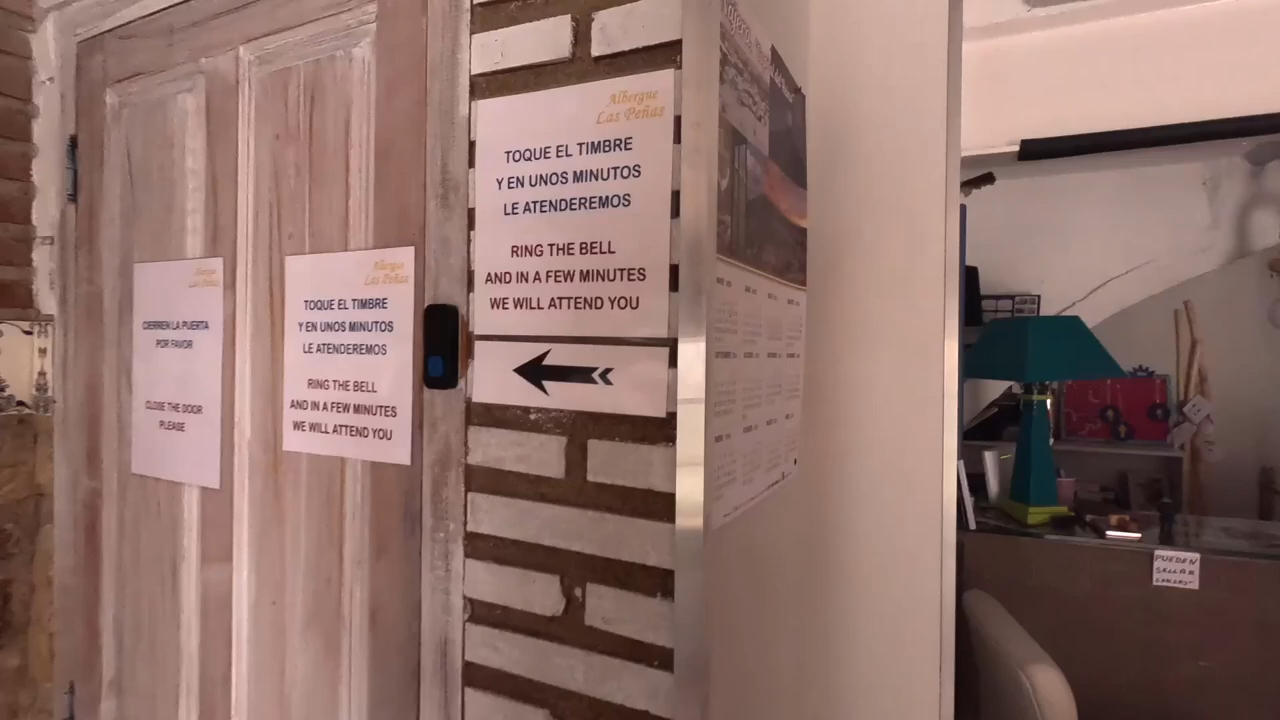 Albergue
Las Peñas
CIERREN LA PUERTA
POR FAVOR
CLOSE THE DOOR
PLEASE
Albergue
Las Peñas
TOQUE EL TIMBRE
Y EN UNOS MINUTOS
LE ATENDEREMOS
RING THE BELL
AND IN A FEW MINUTES
WE WILL ATTEND YOU
Albergue
Las Peñas
TOQUE EL TIMBRE
Y EN UNOS MINUTOS
LE ATENDEREMOS
RING THE BELL
AND IN A FEW MINUTES
WE WILL ATTEND YOU
PUEDEN
SELLAR